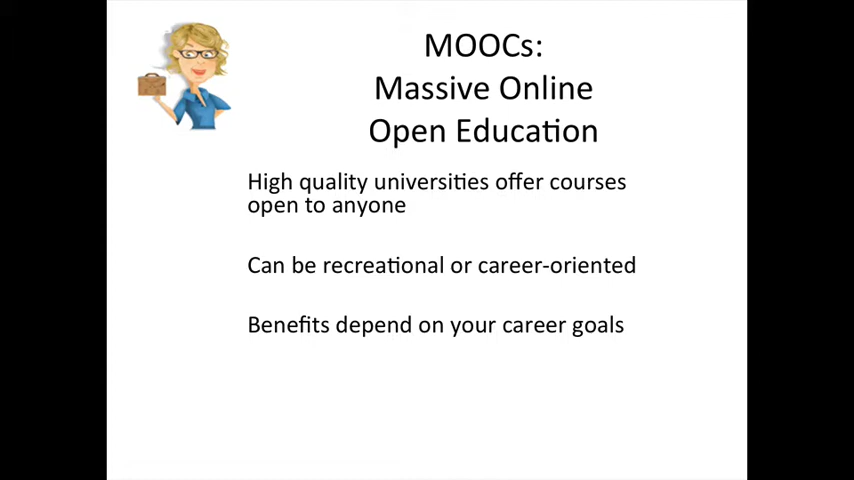 MOOCs:
Massive Online
Open Education
High quality universities offer courses
open to anyone
Can be recreational or career-oriented
Benefits depend on your career goals